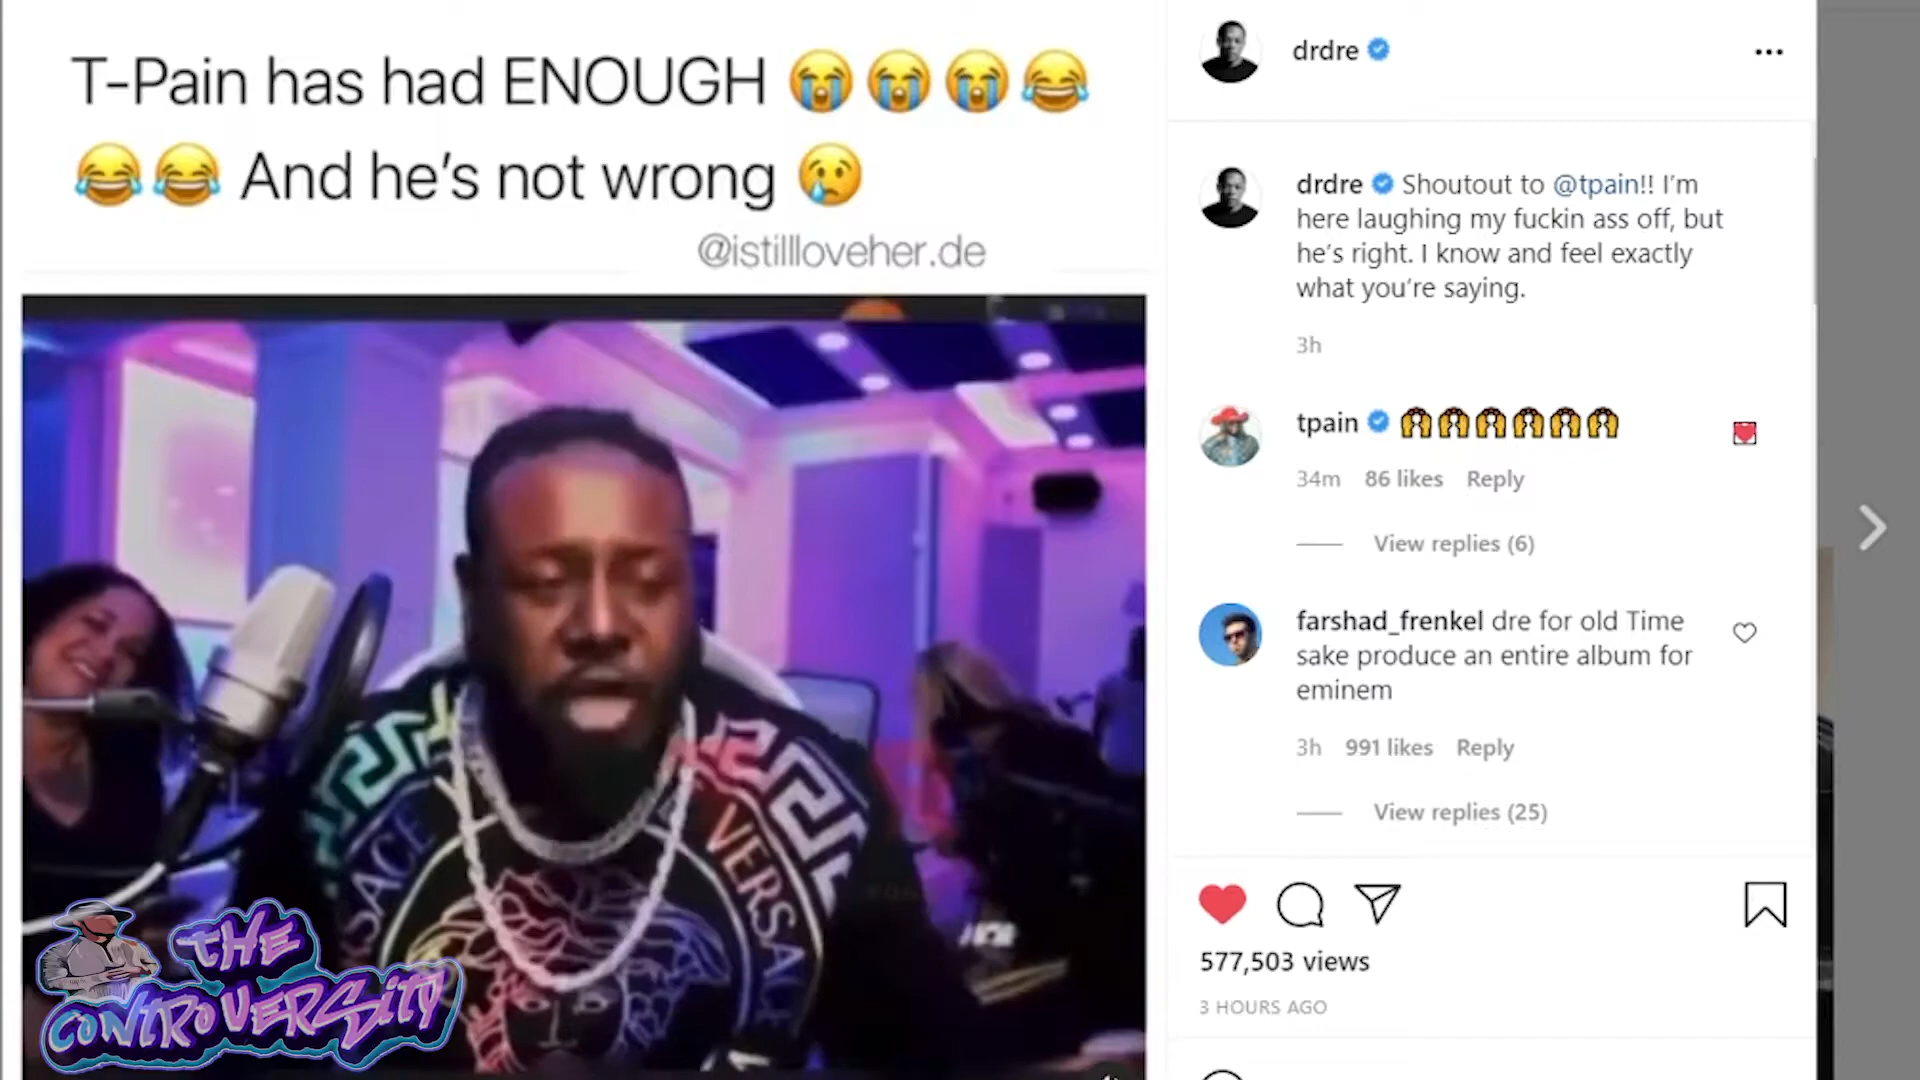 T-Pain has had ENOUGH 😭😭😭😂
😂😂 And he's not wrong 😢
@istillloveher.de
SACE
VERSA
THE
CONTROVERSITY
drdre
drdre Shoutout to @tpain!! I'm
here laughing my fuckin ass off, but
he's right. I know and feel exactly
what you're saying.
3h
tpain
34m 86 likes Reply
View replies (6)
farshad_frenkel dre for old Time
sake produce an entire album for
eminem
3h 991 likes Reply
View replies (25)
577,503 views
3 HOURS AGO